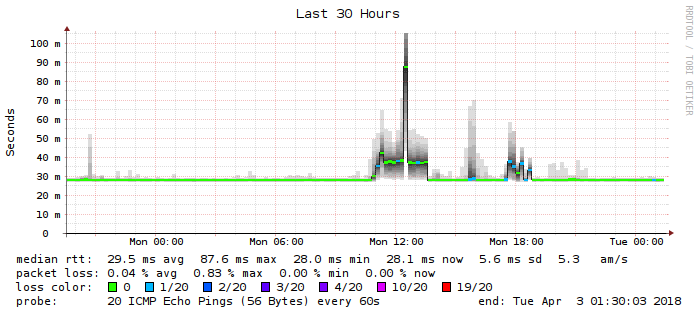 Last 30 Hours
RRDTOOL / TOBI OETIKER
Seconds
100 m
90 m
80 m
70 m
60 m
50 m
40 m
30 m
20 m
10 m
0
Mon 00:00 Mon 06:00 Mon 12:00 Mon 18:00 Tue 00:00
median rtt: 29.5 ms avg 87.6 ms max 28.0 ms min 28.1 ms now 5.6 ms sd 5.3 am/s
packet loss: 0.04 % avg 0.83 % max 0.00 % min 0.00 % now
loss color: 0 1/20 2/20 3/20 4/20 10/20 19/20
probe: 20 ICMP Echo Pings (56 Bytes) every 60s end: Tue Apr 3 01:30:03 2018